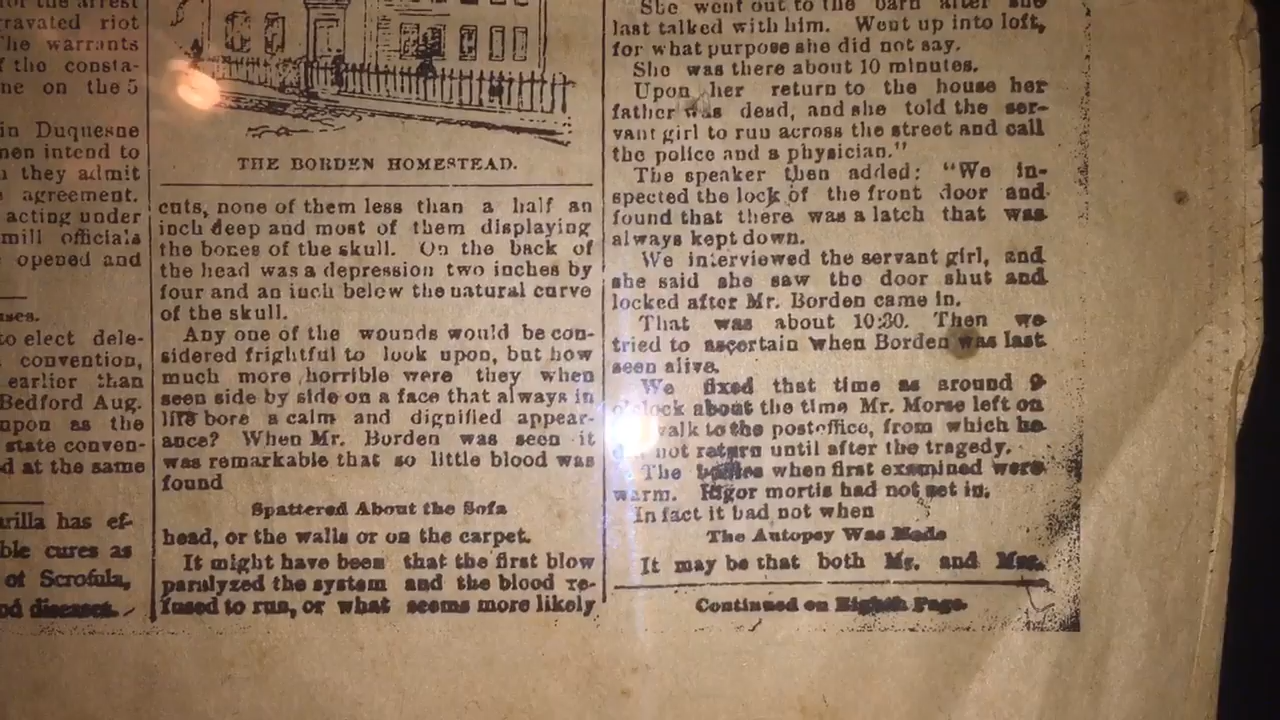 for the arrest
ravated riot
The warrants
f the consta-
ne on the 5
in Duquesne
men intend to
they admit
agreement.
acting under
mill officials
opened and
uses.
to elect dele-
convention,
earlier than
Bedford Aug.
upon as the
state conven-
d at the same
arilla has ef-
ble cures as
of Scrofula,
od diseases.
THE BORDEN HOMESTEAD.
cuts, none of them less than a half an
inch deep and most of them displaying
the bones of the skull. On the back of
the head was a depression two inches by
four and an inch below the natural curve
of the skull.
Any one of the wounds would be con-
sidered frightful to look upon, but how
much more horrible were they when
seen side by side on a face that always in
life bore a calm and dignified appear-
ance? When Mr. Borden was seen it
was remarkable that so little blood was
found
Spattered About the Sofa
head, or the walls or on the carpet.
It might have been that the first blow
paralyzed the system and the blood re-
fused to run, or what seems more likely
She went out to the barn after she
last talked with him. Went up into loft,
for what purpose she did not say.
She was there about 10 minutes.
Upon her return to the house her
father was dead, and she told the ser-
vant girl to run across the street and call
the police and a physician."
The speaker then added: "We in-
spected the lock of the front door and
found that there was a latch that was
always kept down.
We interviewed the servant girl, and
she said she saw the door shut and
locked after Mr. Borden came in.
That was about 10:30. Then we
tried to ascertain when Borden was last
seen alive.
We fixed that time as around 9
o'clock about the time Mr. Morse left on
walk to the postoffice, from which he
not return until after the tragedy.
The bodies when first examined were
warm. Rigor mortis had not set in.
In fact it had not when
The Autopsy Was Made
It may be that both Mr. and Mrs.
Continued on Eighth Page.